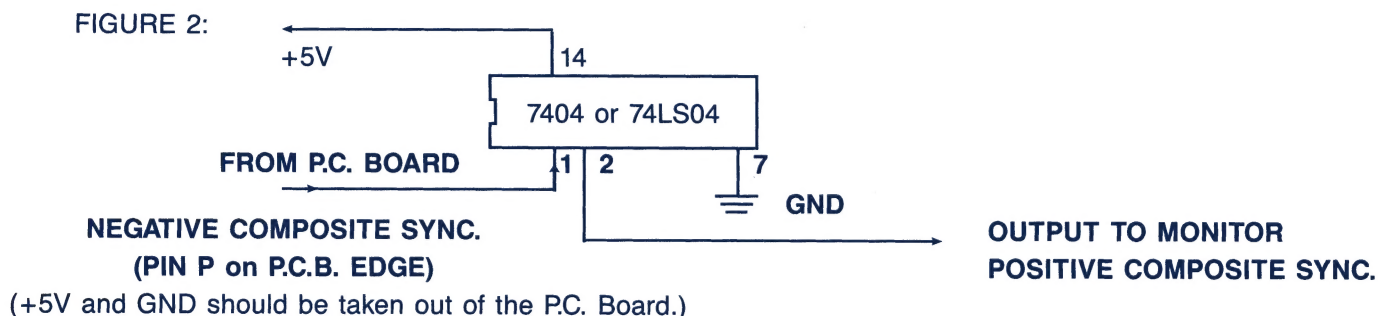 FIGURE 2:
+5V
14
7404 or 74LS04
FROM P.C. BOARD
1 2
7
GND
NEGATIVE COMPOSITE SYNC.
(PIN P on P.C.B. EDGE)
OUTPUT TO MONITOR
POSITIVE COMPOSITE SYNC.
(+5V and GND should be taken out of the P.C. Board.)